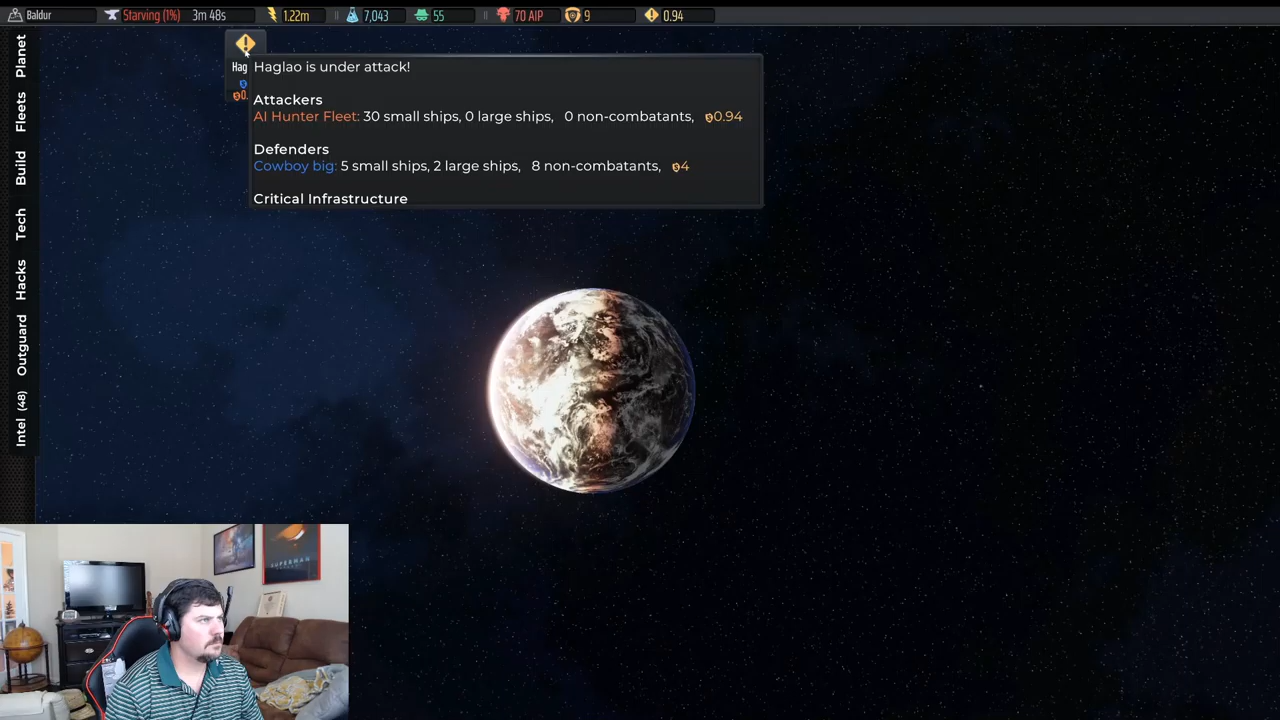 Baldur Starving (1%) 3m 48s 1.22m 7,043 55 70 AIP 9 0.94
Hag
Haglao is under attack!
Attackers
AI Hunter Fleet: 30 small ships, 0 large ships, 0 non-combatants, 0.94
Defenders
Cowboy big: 5 small ships, 2 large ships, 8 non-combatants, 4
Critical Infrastructure
0.
Planet
Fleets
Build
Tech
Hacks
Outguard
Intel (48)
SUPERMAN